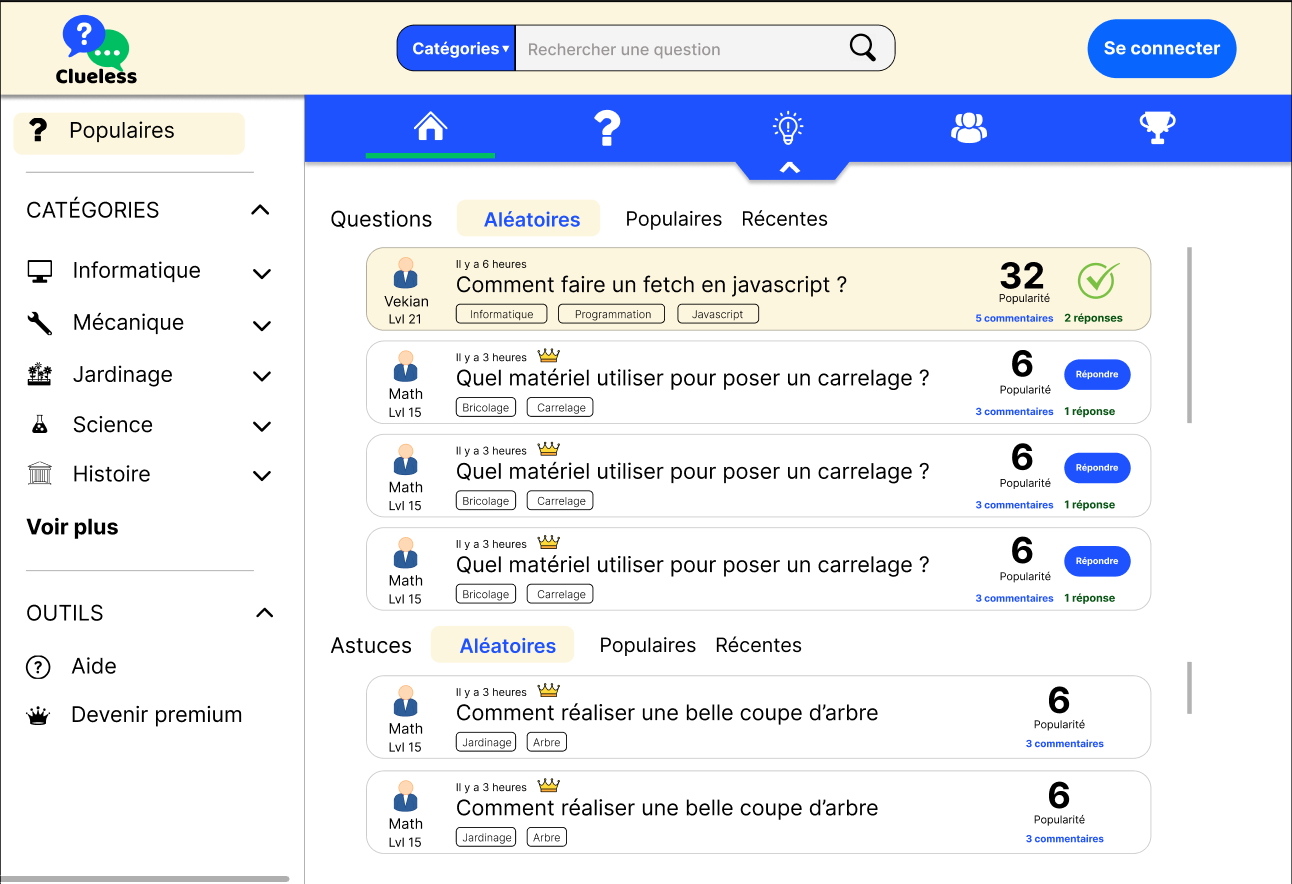 ?
Clueless
Catégories ▾
Rechercher une question
Se connecter
? Populaires
CATÉGORIES
Informatique
Mécanique
Jardinage
Science
Histoire
Voir plus
OUTILS
? Aide
Devenir premium
?
Questions Aléatoires Populaires Récentes
Vekian
Lvl 21
Il y a 6 heures
Comment faire un fetch en javascript ?
Informatique Programmation Javascript
32
Popularité
5 commentaires 2 réponses
Math
Lvl 15
Il y a 3 heures
Quel matériel utiliser pour poser un carrelage ?
Bricolage Carrelage
6
Popularité
Répondre
3 commentaires 1 réponse
Math
Lvl 15
Il y a 3 heures
Quel matériel utiliser pour poser un carrelage ?
Bricolage Carrelage
6
Popularité
Répondre
3 commentaires 1 réponse
Math
Lvl 15
Il y a 3 heures
Quel matériel utiliser pour poser un carrelage ?
Bricolage Carrelage
6
Popularité
Répondre
3 commentaires 1 réponse
Astuces Aléatoires Populaires Récentes
Math
Lvl 15
Il y a 3 heures
Comment réaliser une belle coupe d’arbre
Jardinage Arbre
6
Popularité
3 commentaires
Math
Lvl 15
Il y a 3 heures
Comment réaliser une belle coupe d’arbre
Jardinage Arbre
6
Popularité
3 commentaires